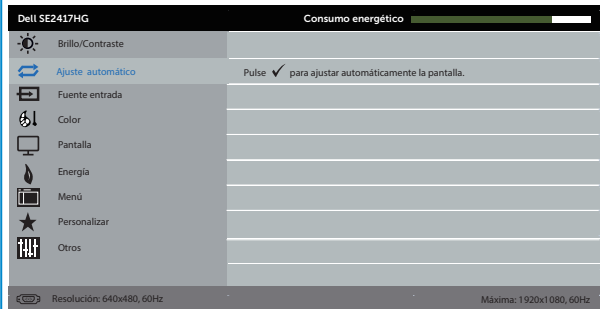 Dell SE2417HG
Consumo energético
Brillo/Contraste
Ajuste automático
Pulse ✓ para ajustar automáticamente la pantalla.
Fuente entrada
Color
Pantalla
Energía
Menú
Personalizar
Otros
Resolución: 640x480, 60Hz
Máxima: 1920x1080, 60Hz